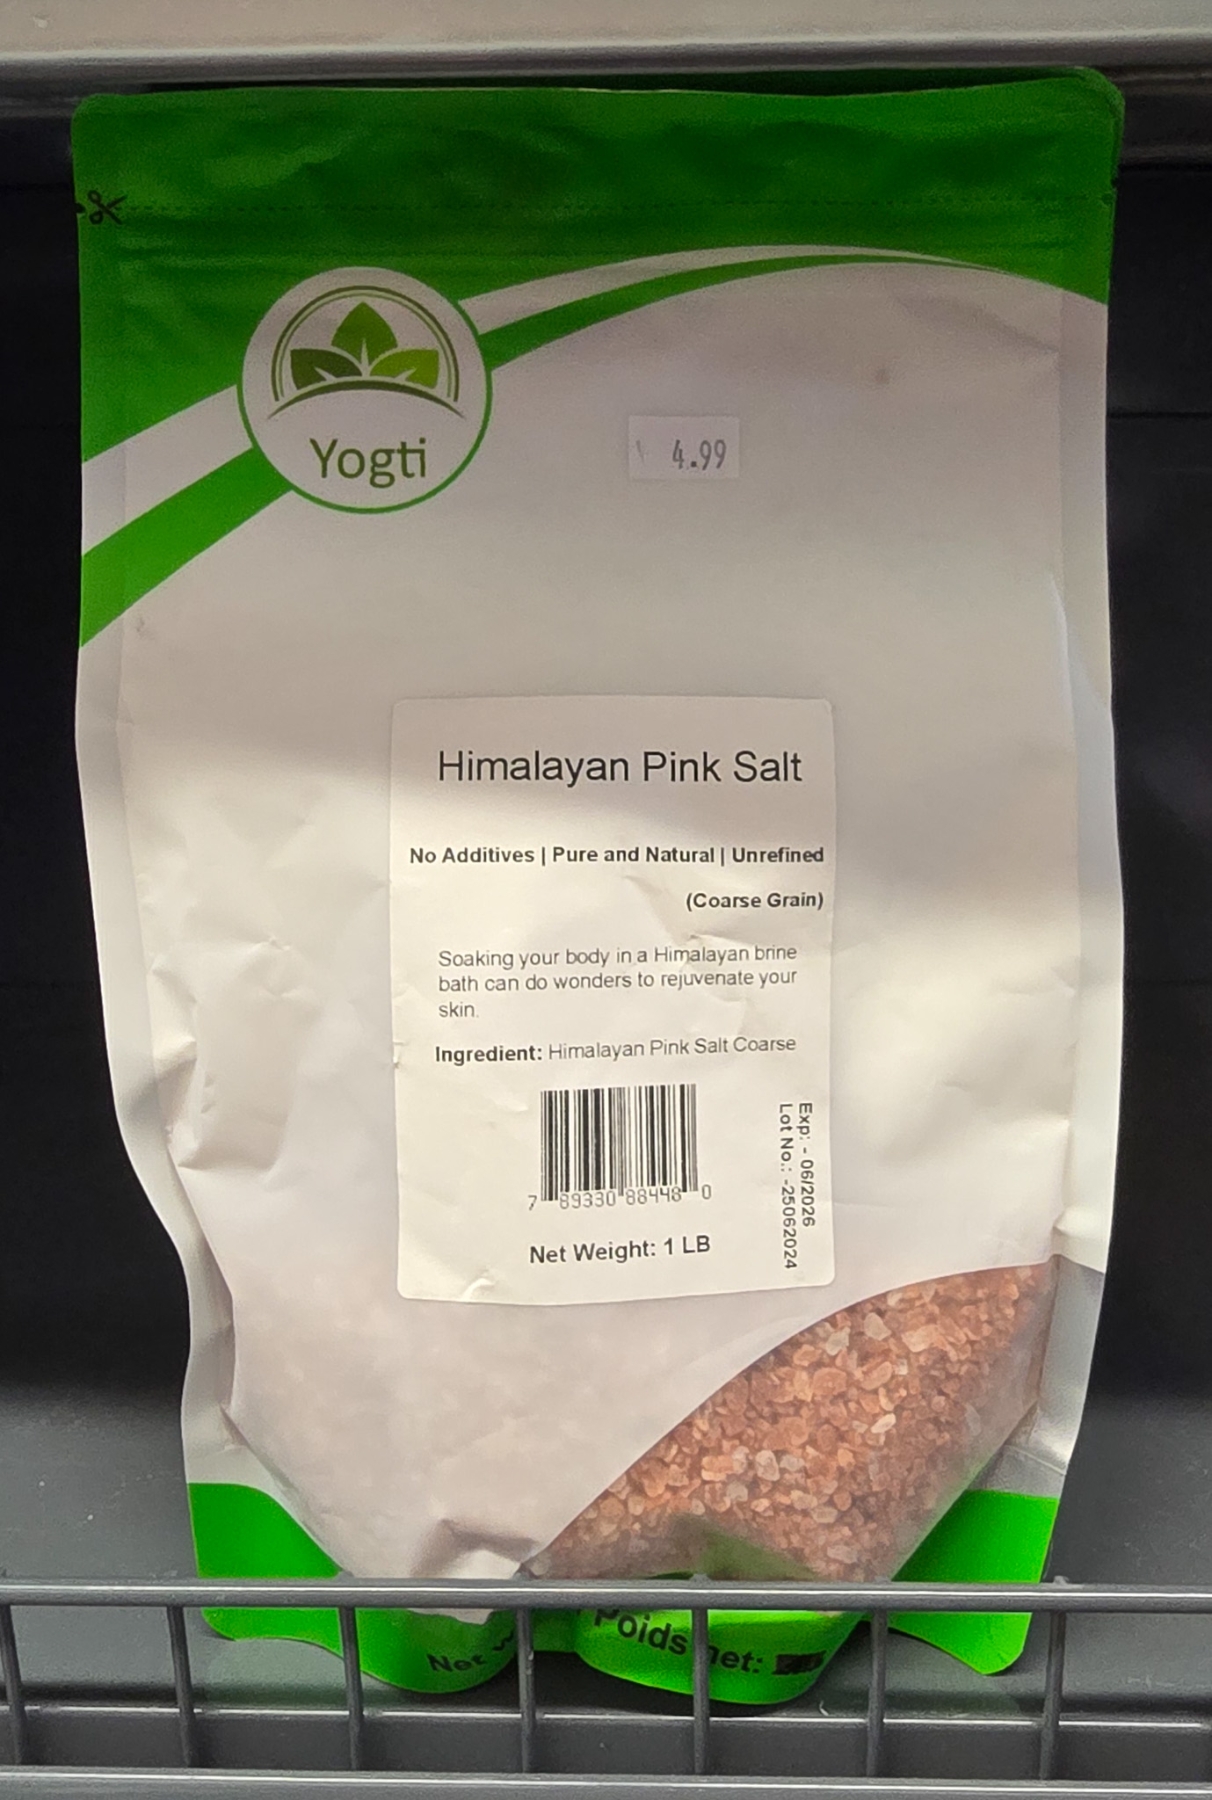 Yogti
4.99
Himalayan Pink Salt
No Additives | Pure and Natural | Unrefined
(Coarse Grain)
Soaking your body in a Himalayan brine
bath can do wonders to rejuvenate your
skin.
Ingredient: Himalayan Pink Salt Coarse
7 89330 88448 0
Exp: - 06/2026
Lot No.: -25062024
Net Weight: 1 LB
Net
Poids net: